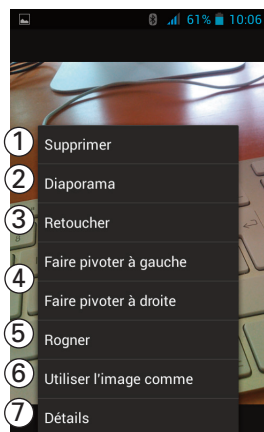 61% 10:06
1 Supprimer
2 Diaporama
3 Retoucher
Faire pivoter à gauche
4
Faire pivoter à droite
5 Rogner
6 Utiliser l'image comme
7 Détails